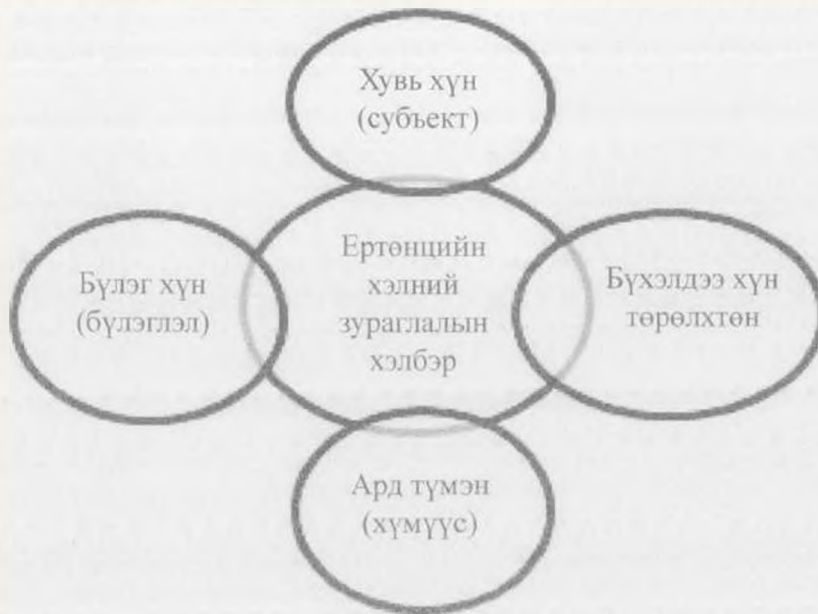 Хувь хүн
(субъект)
Бүлэг хүн
(бүлэглэл)
Ертөнцийн
хэлний
зураглалын
хэлбэр
Бүхэлдээ хүн
төрөлхтөн
Ард түмэн
(хүмүүс)